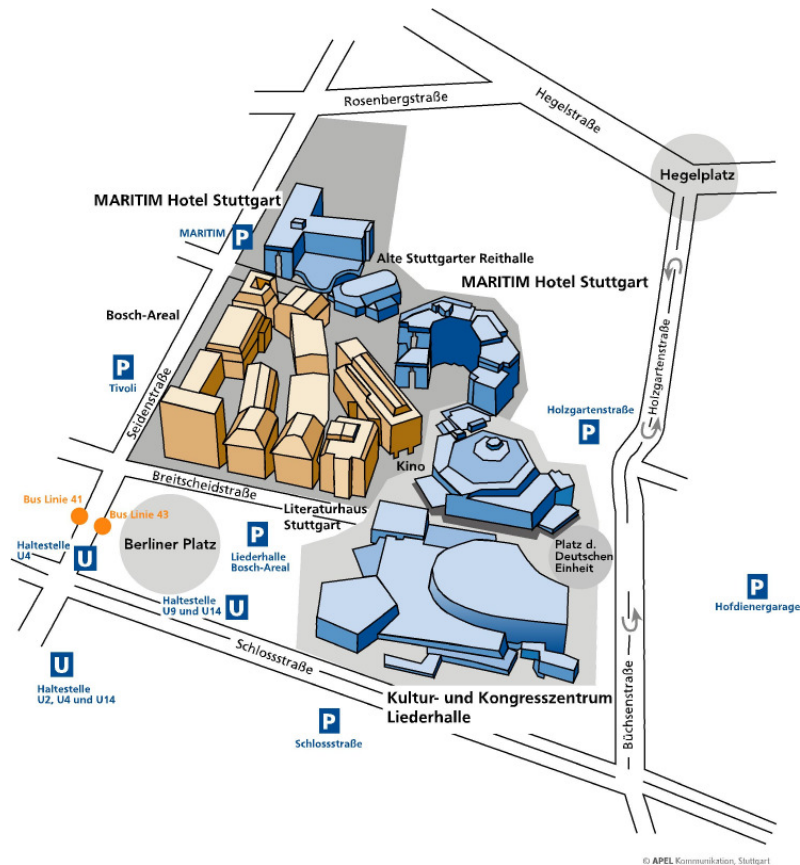 Rosenbergstraße
Hegelstraße
Hegelplatz
MARITIM Hotel Stuttgart
MARITIM
P
Alte Stuttgarter Reithalle
MARITIM Hotel Stuttgart
Bosch-Areal
P
Tivoli
Seidenstraße
Holzgartenstraße
Holzgartenstraße
P
Kino
Breitscheidstraße
Literaturhaus
Stuttgart
Bus Linie 41
Bus Linie 43
Haltestelle
U4
U
Berliner Platz
P
Liederhalle
Bosch-Areal
Platz d.
Deutschen
Einheit
P
Hofdienergarage
Haltestelle
U9 und U14
U
Schlossstraße
U
Haltestelle
U2, U4 und U14
Kultur- und Kongresszentrum
Liederhalle
P
Schlossstraße
Büchsenstraße
© APEL Kommunikation, Stuttgart